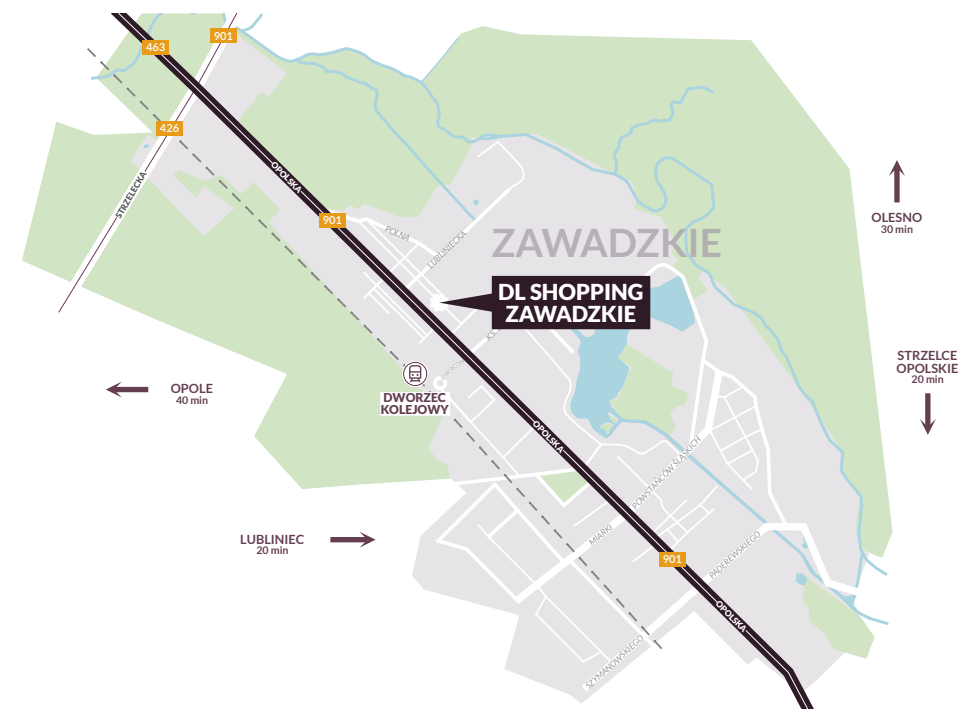 901
463
426
STRZELECKA
OPOLSKA
901
POLNA
LUBLINIECKA
ZAWADZKIE
OLESNO
30 min
DL SHOPPING
ZAWADZKIE
KS.
STRZELCE
OPOLSKIE
20 min
OPOLE
40 min
DWORZEC
KOLEJOWY
OPOLSKA
POWSTAŃCÓW ŚLĄSKICH
MIARKI
LUBLINIEC
20 min
901
PADEREWSKIEGO
OPOLSKA
SZYMANOWSKIEGO